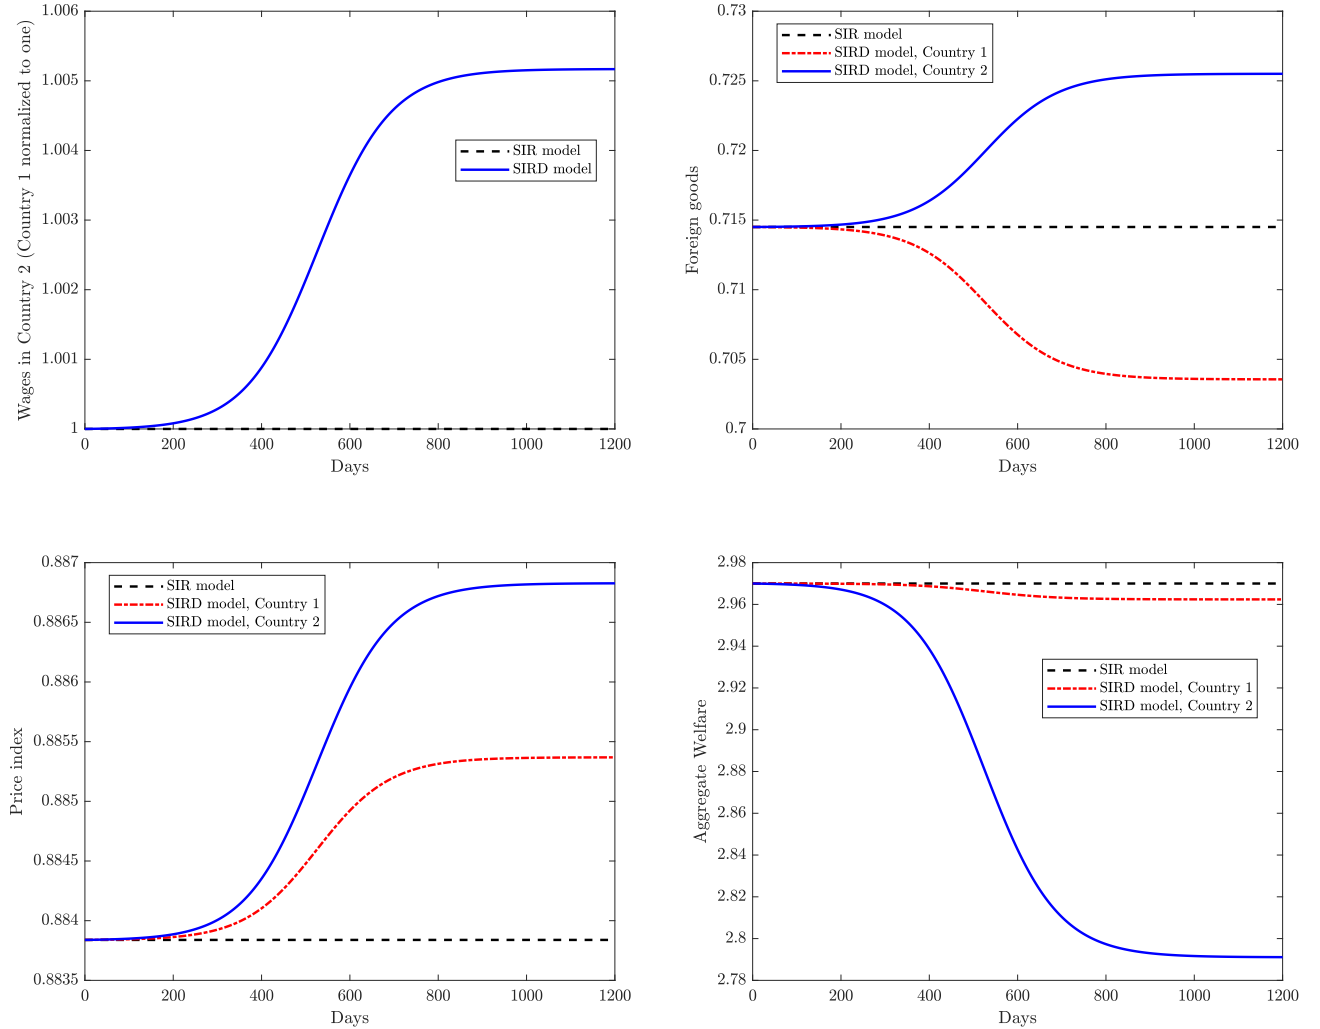 Wages in Country 2 (Country 1 normalized to one)
1.006
1.005
1.004
1.003
1.002
1.001
1
SIR model
SIRD model
0 200 400 600 800 1000 1200
Days
Foreign goods
0.73
0.725
0.72
0.715
0.71
0.705
0.7
SIR model
SIRD model, Country 1
SIRD model, Country 2
0 200 400 600 800 1000 1200
Days
Price index
0.887
0.8865
0.886
0.8855
0.885
0.8845
0.884
0.8835
SIR model
SIRD model, Country 1
SIRD model, Country 2
0 200 400 600 800 1000 1200
Days
Aggregate Welfare
2.98
2.96
2.94
2.92
2.9
2.88
2.86
2.84
2.82
2.8
2.78
SIR model
SIRD model, Country 1
SIRD model, Country 2
0 200 400 600 800 1000 1200
Days